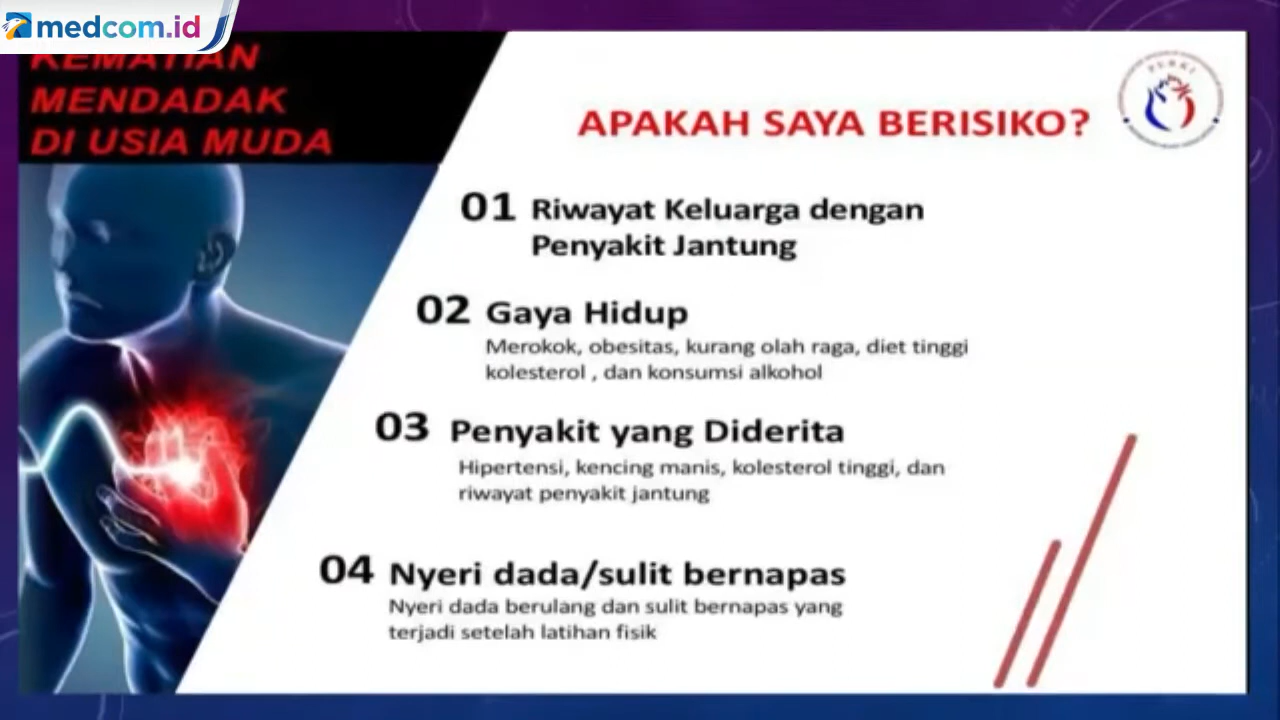 medcom.id
KEMATIAN
MENDADAK
DI USIA MUDA
APAKAH SAYA BERISIKO?
01 Riwayat Keluarga dengan
Penyakit Jantung
02 Gaya Hidup
Merokok, obesitas, kurang olah raga, diet tinggi
kolesterol , dan konsumsi alkohol
03 Penyakit yang Diderita
Hipertensi, kencing manis, kolesterol tinggi, dan
riwayat penyakit jantung
04 Nyeri dada/sulit bernapas
Nyeri dada berulang dan sulit bernapas yang
terjadi setelah latihan fisik